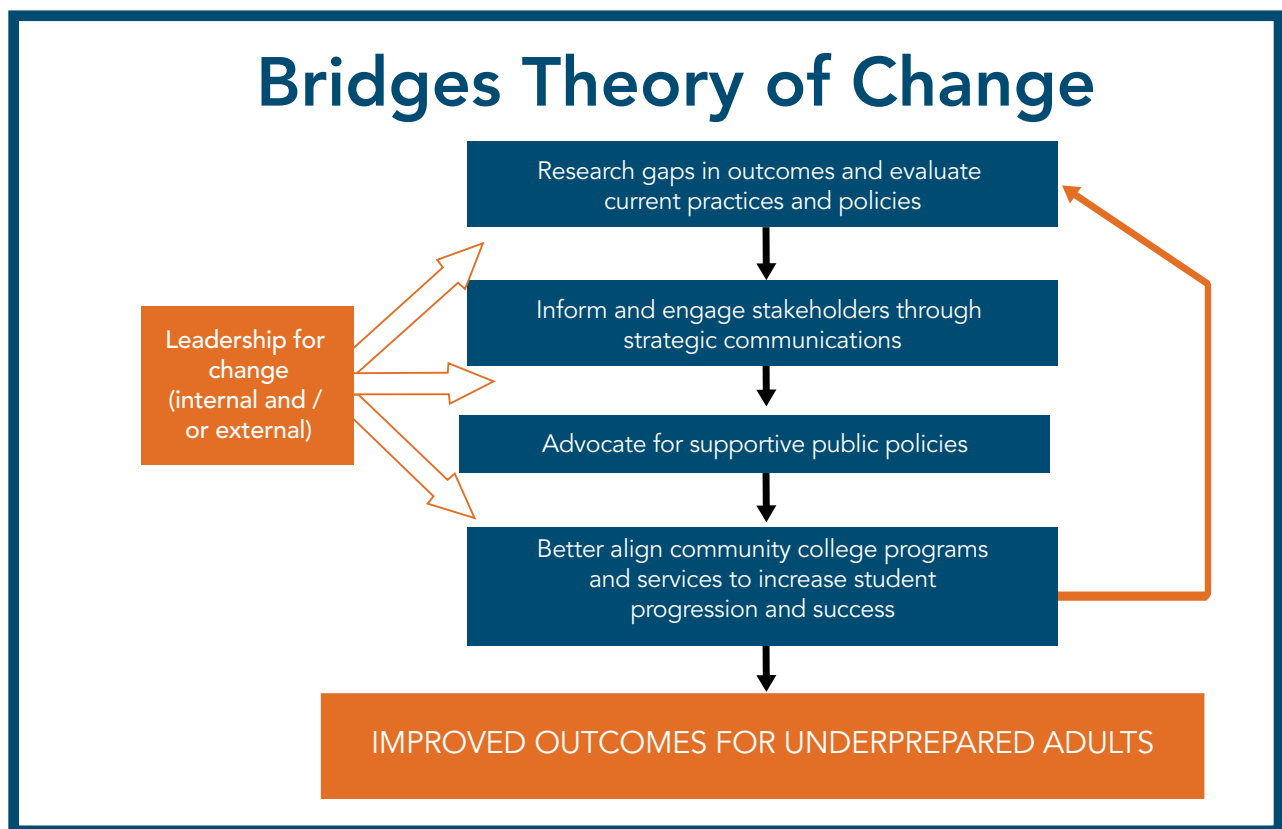 Bridges Theory of Change
Research gaps in outcomes and evaluate
current practices and policies
Inform and engage stakeholders through
strategic communications
Leadership for
change
(internal and /
or external)
Advocate for supportive public policies
Better align community college programs
and services to increase student
progression and success
IMPROVED OUTCOMES FOR UNDERPREPARED ADULTS